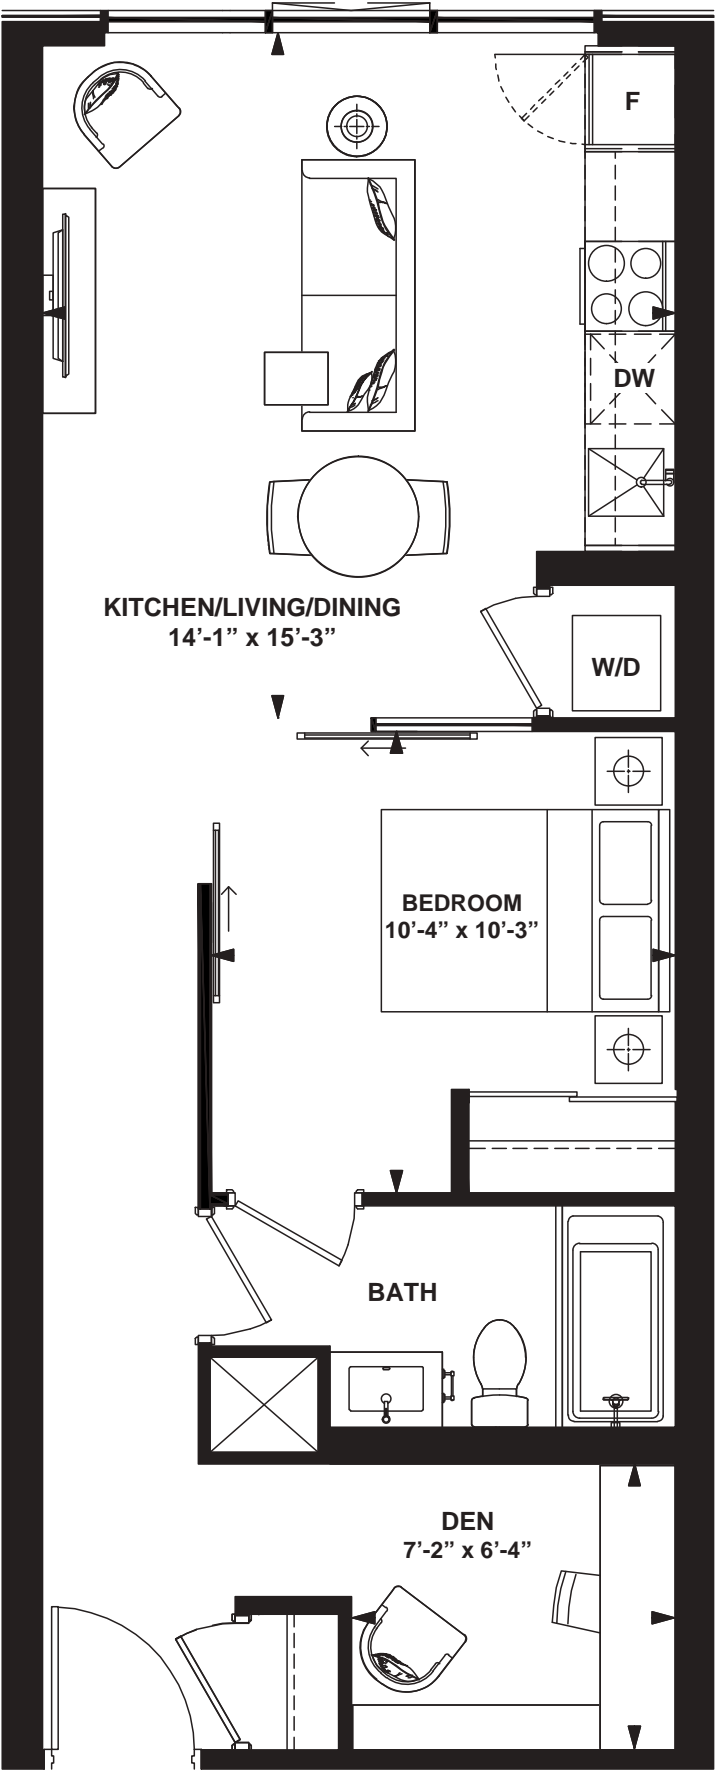 F
DW
KITCHEN/LIVING/DINING
14’-1” x 15’-3”
W/D
BEDROOM
10’-4” x 10’-3”
BATH
DEN
7’-2” x 6’-4”